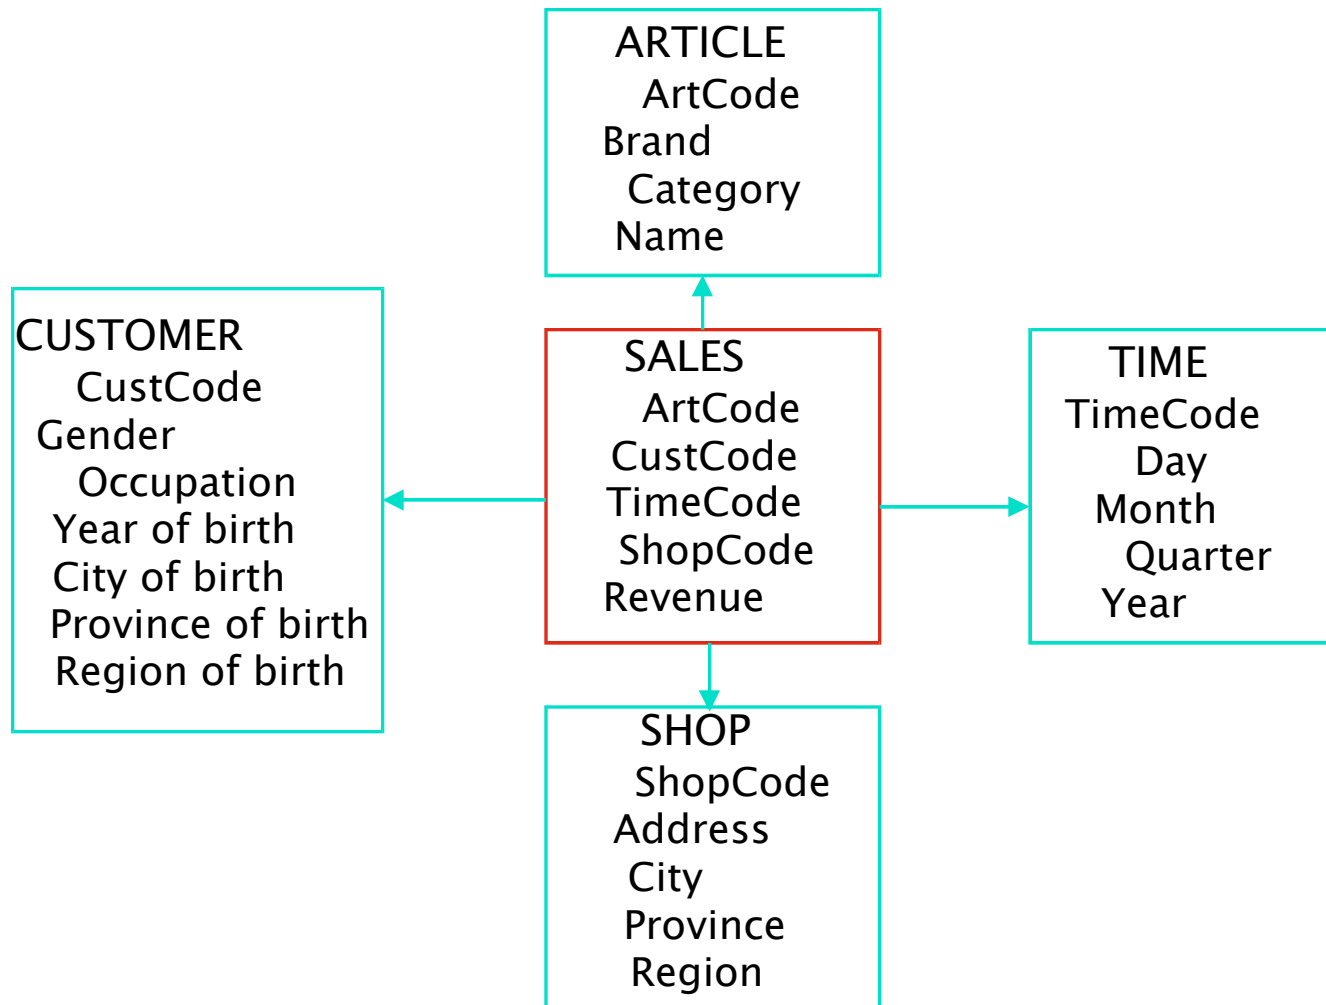 ARTICLE
ArtCode
Brand
Category
Name
CUSTOMER
CustCode
Gender
Occupation
Year of birth
City of birth
Province of birth
Region of birth
SALES
ArtCode
CustCode
TimeCode
ShopCode
Revenue
TIME
TimeCode
Day
Month
Quarter
Year
SHOP
ShopCode
Address
City
Province
Region